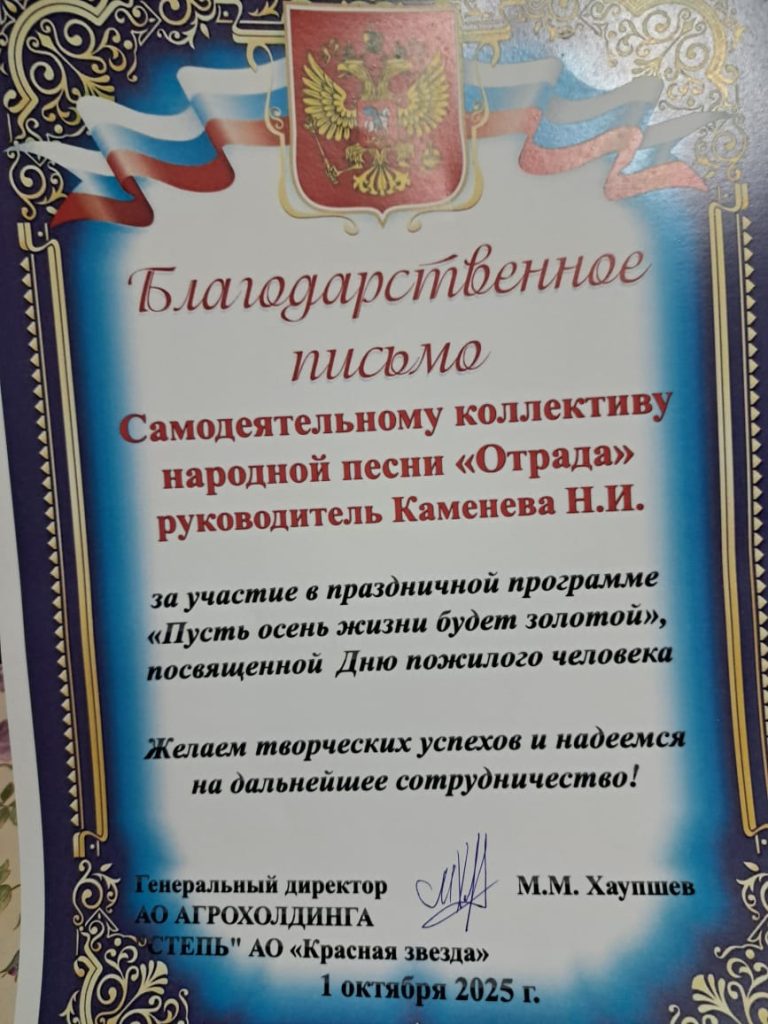 Благодарственное
письмо
Самодеятельному коллективу
народной песни «Отрада»
руководитель Каменева Н.И.
за участие в праздничной программе
«Пусть осень жизни будет золотой»,
посвященной Дню пожилого человека
Желаем творческих успехов и надеемся
на дальнейшее сотрудничество!
Генеральный директор М.М. Хаупшев
АО АГРОХОЛДИНГА
"СТЕПЬ" АО «Красная звезда»
1 октября 2025 г.